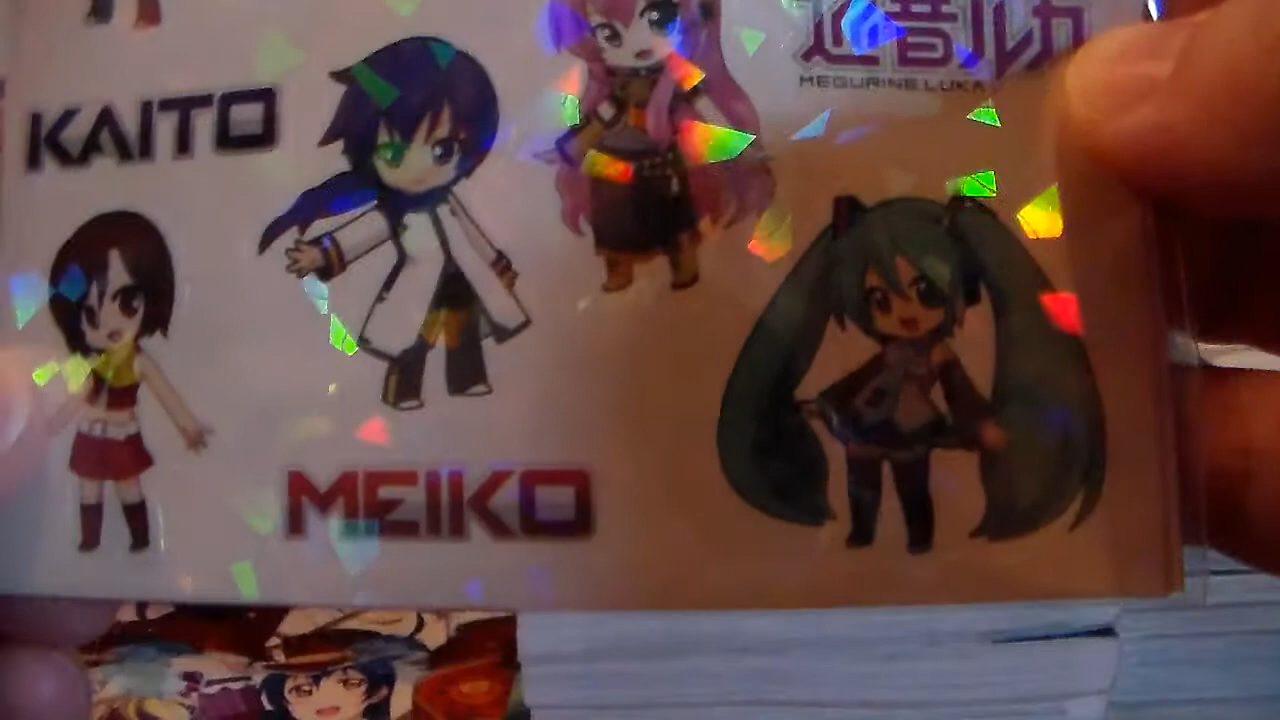 巡音ルカ
MEGURINE LUKA
KAITO
MEIKO